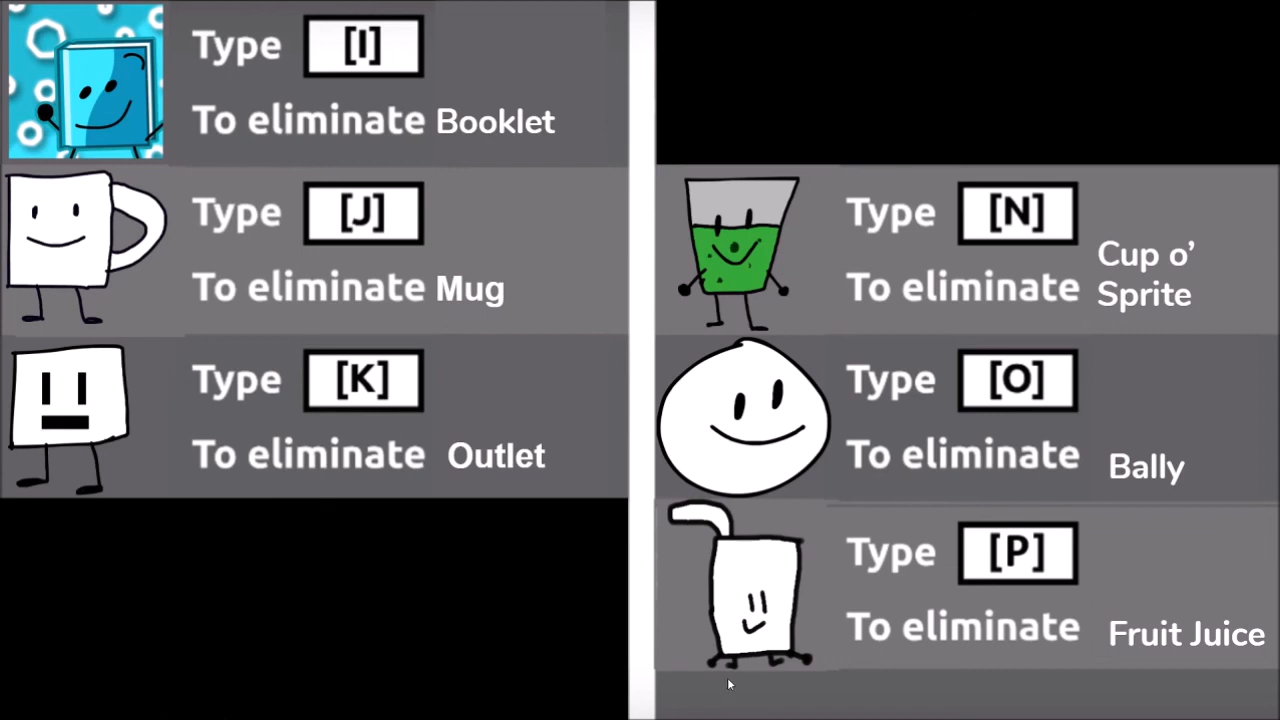 Type [I]
To eliminate Booklet
Type [J]
To eliminate Mug
Type [K]
To eliminate Outlet
Type [N]
To eliminate Cup o’
Sprite
Type [O]
To eliminate Bally
Type [P]
To eliminate Fruit Juice